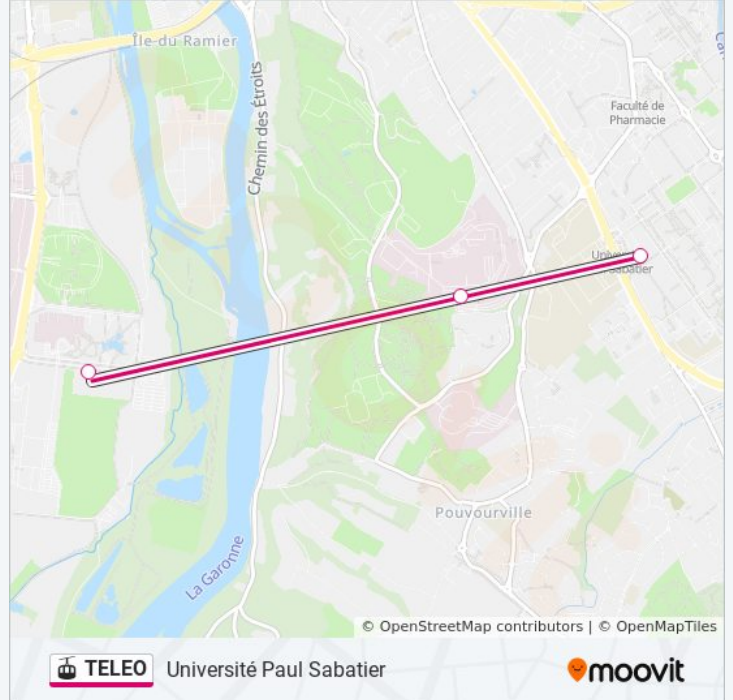 Île du Ramier
Chemin des Étroits
Faculté de
Pharmacie
Sabatier
Pouvourville
La Garonne
© OpenStreetMap contributors | © OpenMapTiles
TELEO Université Paul Sabatier
moovit